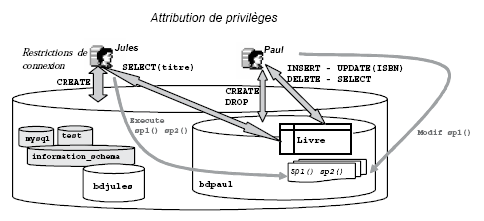 Attribution de privilèges
Restrictions de
connexion
Jules
Paul
CREATE
SELECT(titre)
INSERT - UPDATE(ISBN)
DELETE - SELECT
CREATE
DROP
Execute
sp1() sp2()
Modif sp1()
mysql
test
information_schema
bdjules
bdpaul
Livre
Sp1() sp2()